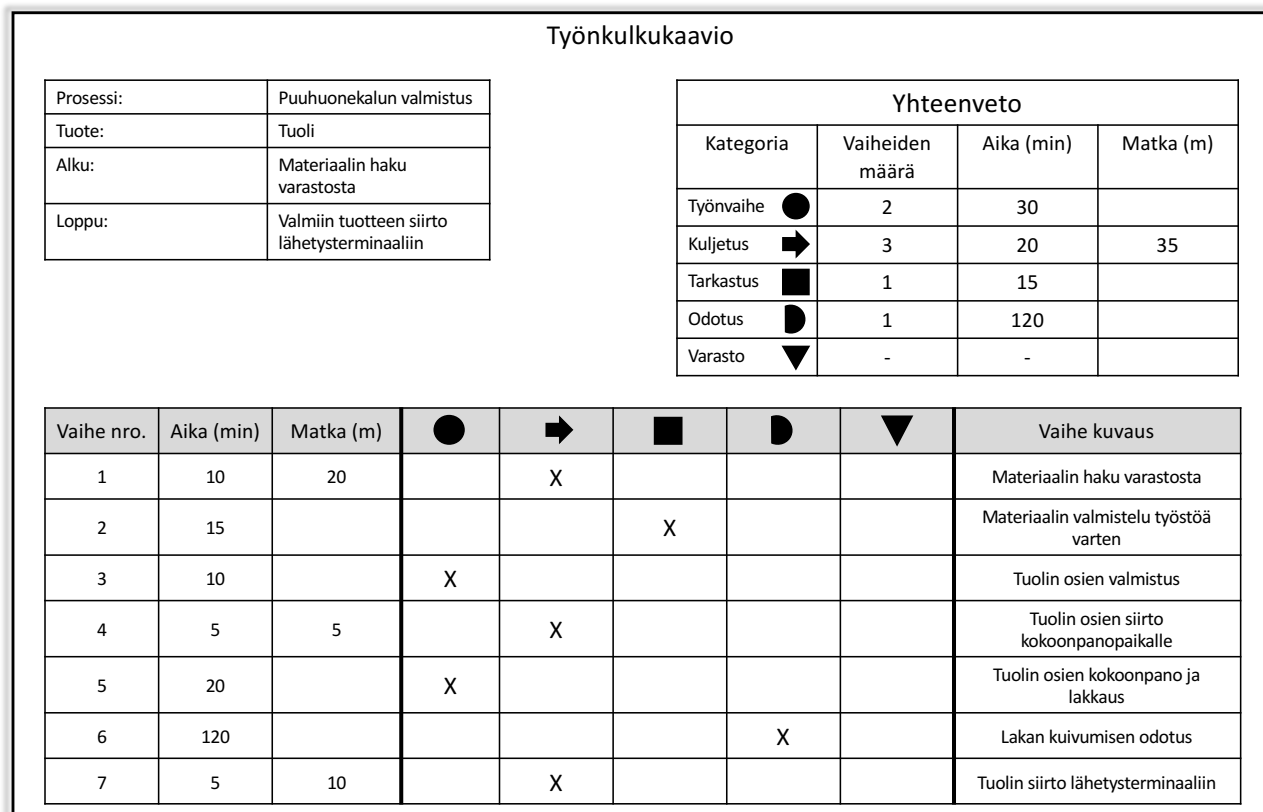 Työnkulkukaavio
Prosessi: Puuhuonekalun valmistus
Tuote: Tuoli
Alku: Materiaalin haku
varastosta
Loppu: Valmiin tuotteen siirto
lähetysterminaaliin
Yhteenveto
Kategoria Vaiheiden määrä Aika (min) Matka (m)
Työnvaihe 2 30
Kuljetus 3 20 35
Tarkastus 1 15
Odotus 1 120
Varasto - -
Vaihe nro. Aika (min) Matka (m) Vaihe kuvaus
1 10 20 X Materiaalin haku varastosta
2 15 X Materiaalin valmistelu työstöä
varten
3 10 X Tuolin osien valmistus
4 5 5 X Tuolin osien siirto
kokoonpanopaikalle
5 20 X Tuolin osien kokoonpano ja
lakkaus
6 120 X Lakan kuivumisen odotus
7 5 10 X Tuolin siirto lähetysterminaaliin